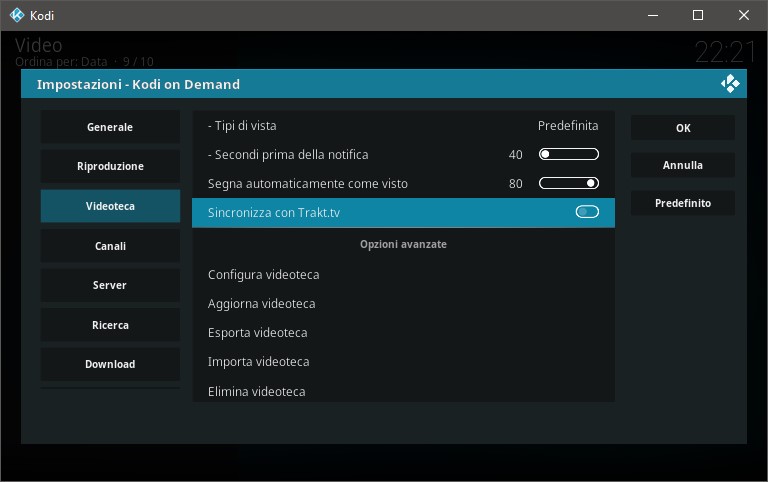 Kodi
Video
Ordina per: Data · 9 / 10
22:21
Impostazioni - Kodi on Demand
Generale
Riproduzione
Videoteca
Canali
Server
Ricerca
Download
- Tipi di vista Predefinita
- Secondi prima della notifica 40
Segna automaticamente come visto 80
Sincronizza con Trakt.tv
Opzioni avanzate
Configura videoteca
Aggiorna videoteca
Esporta videoteca
Importa videoteca
Elimina videoteca
OK
Annulla
Predefinito